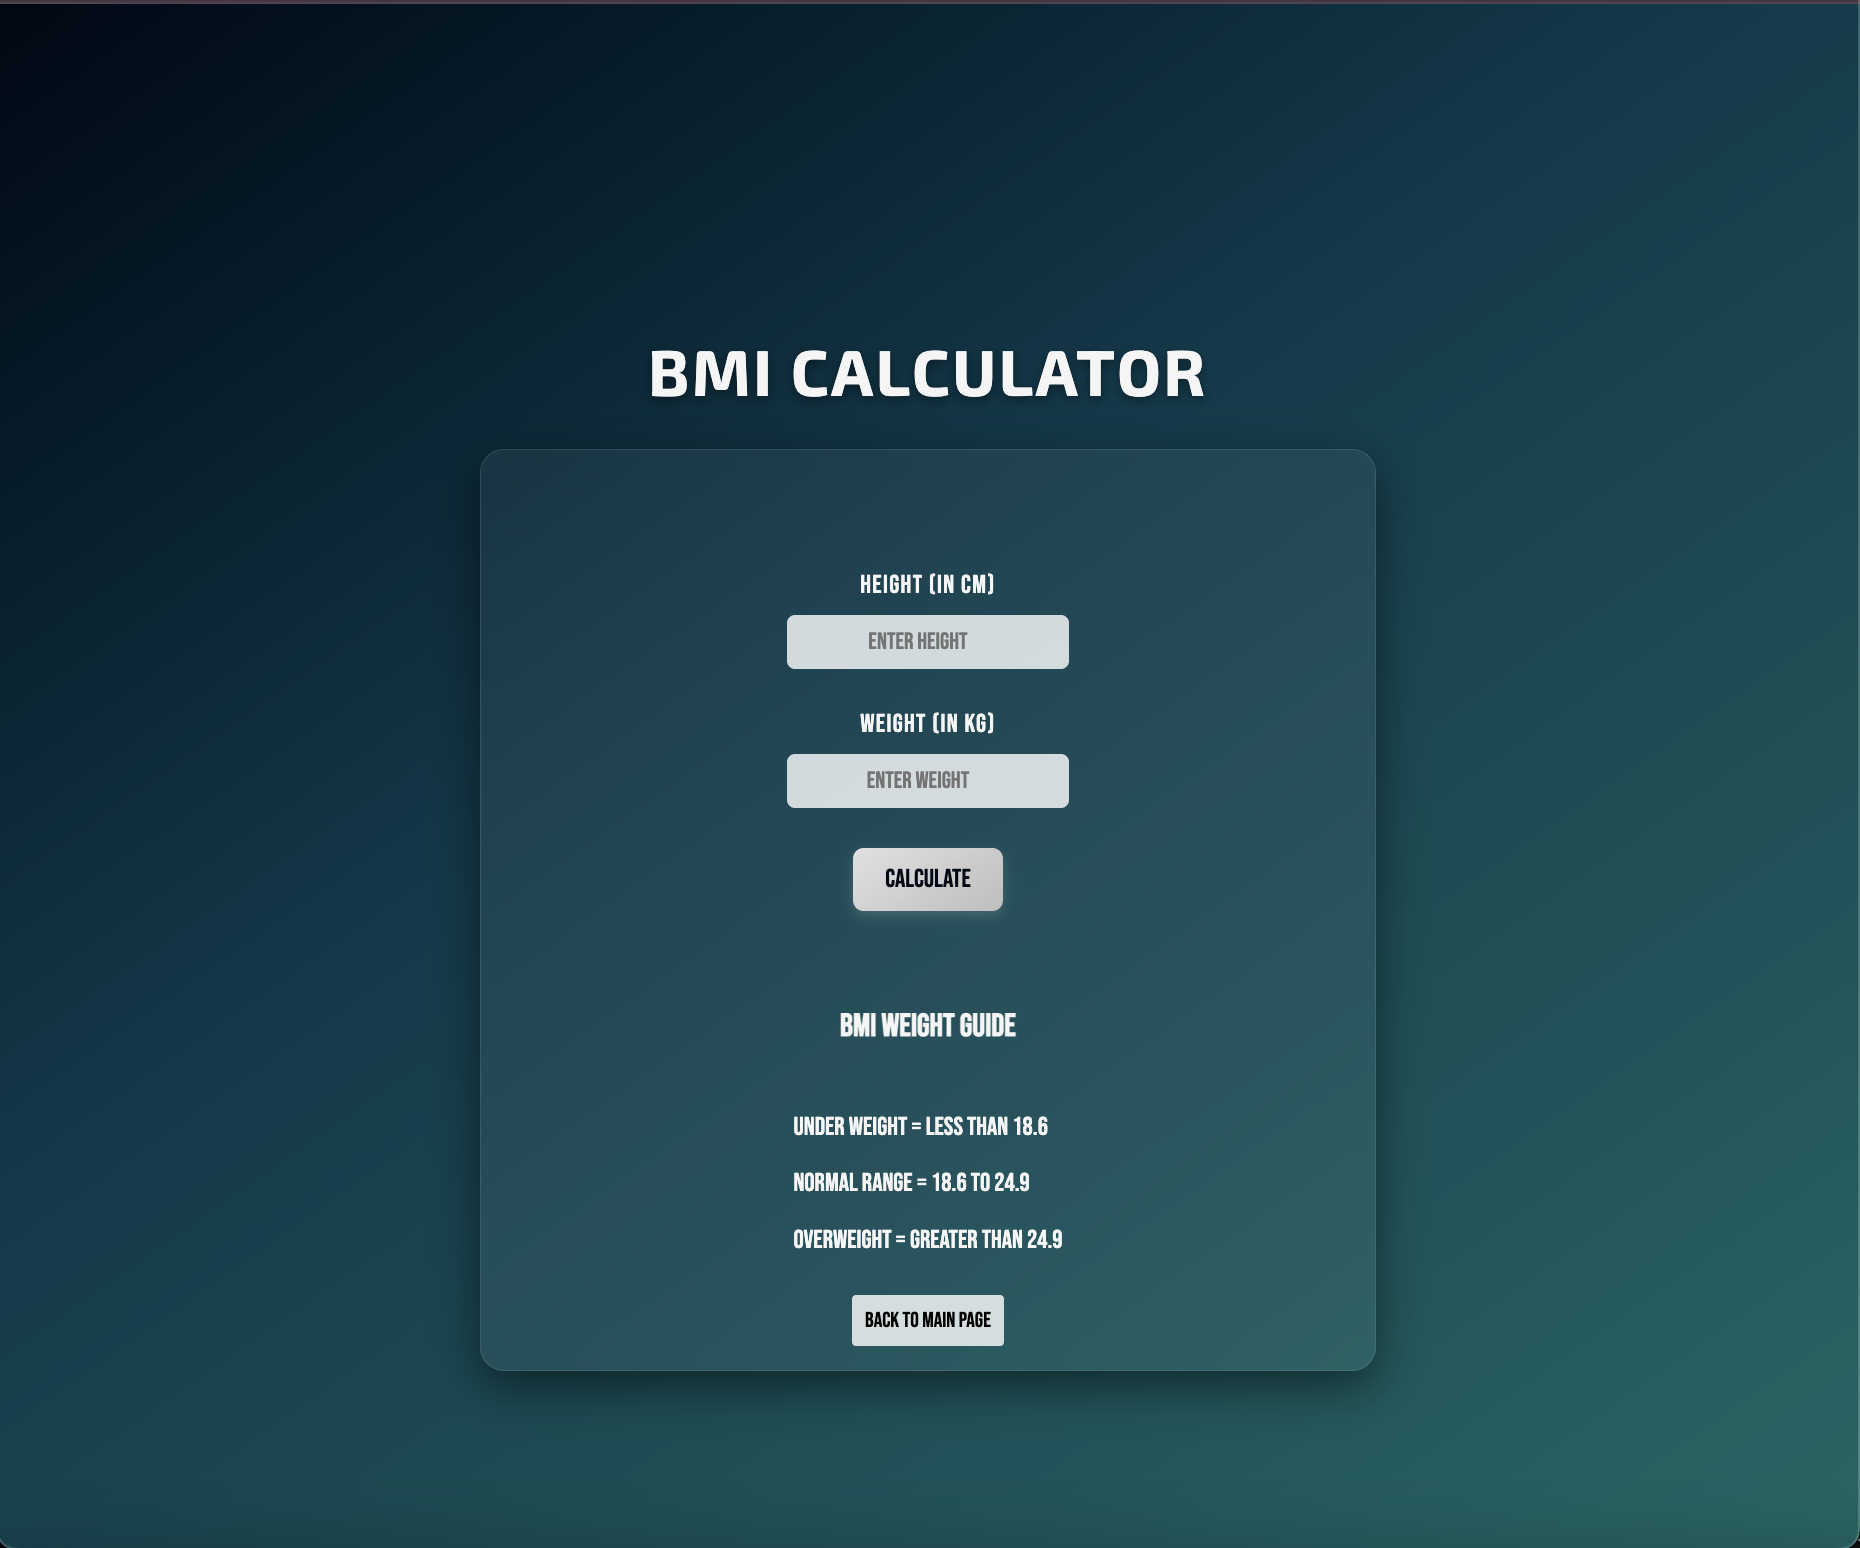 BMI CALCULATOR
HEIGHT (IN CM)
ENTER HEIGHT
WEIGHT (IN KG)
ENTER WEIGHT
CALCULATE
BMI WEIGHT GUIDE
UNDER WEIGHT = LESS THAN 18.6
NORMAL RANGE = 18.6 TO 24.9
OVERWEIGHT = GREATER THAN 24.9
BACK TO MAIN PAGE